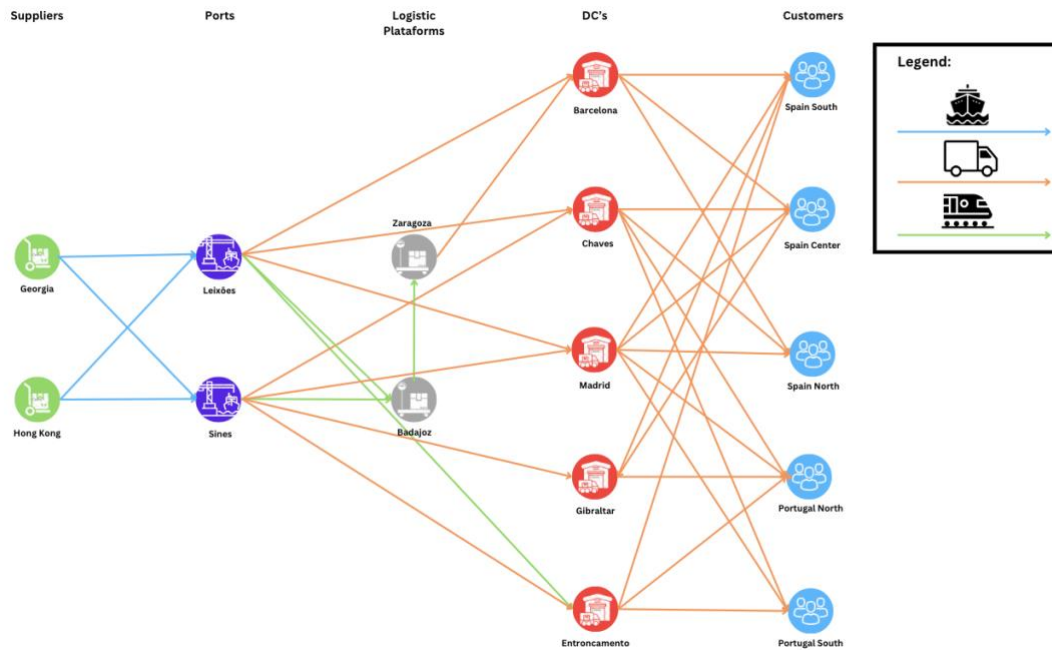 Suppliers
Ports
Logistic
Plataforms
DC's
Customers
Legend:
Barcelona
Spain South
Zaragoza
Chaves
Spain Center
Georgia
Leixões
Madrid
Spain North
Hong Kong
Sines
Badajoz
Gibraltar
Portugal North
Entroncamento
Portugal South